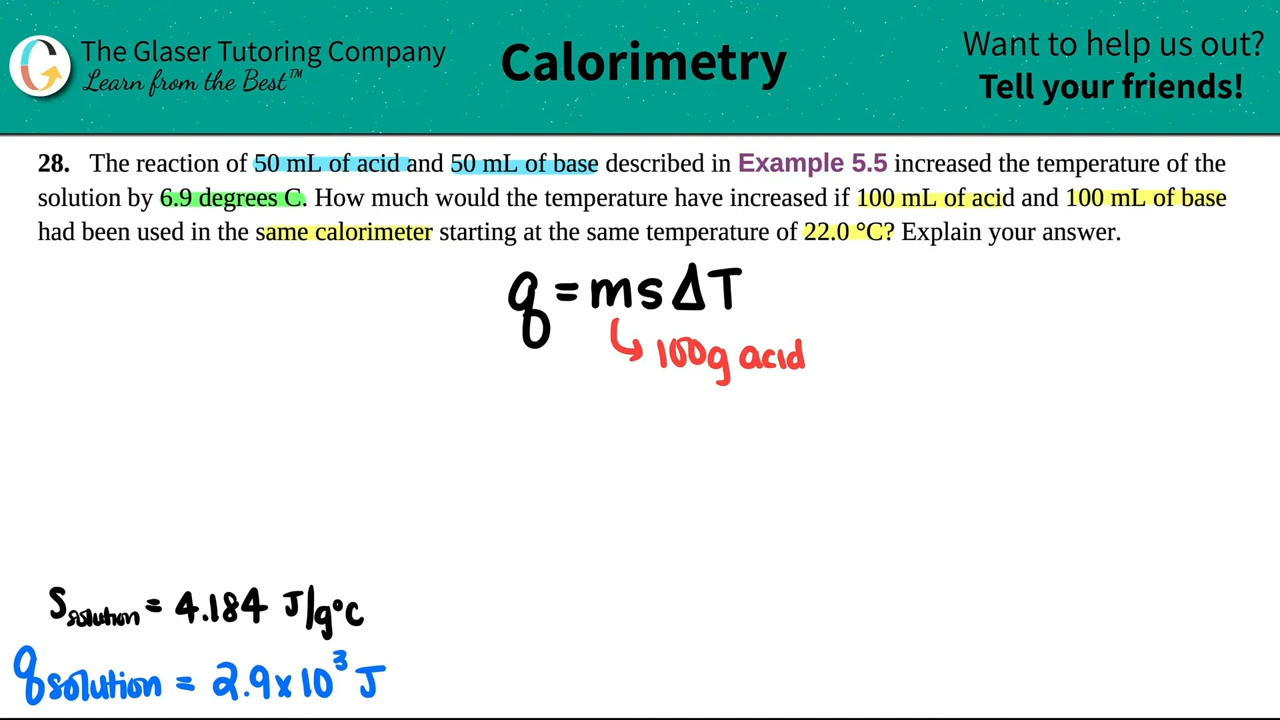 The Glaser Tutoring Company
Learn from the Best™
Calorimetry
Want to help us out?
Tell your friends!
28. The reaction of 50 mL of acid and 50 mL of base described in Example 5.5 increased the temperature of the
solution by 6.9 degrees C. How much would the temperature have increased if 100 mL of acid and 100 mL of base
had been used in the same calorimeter starting at the same temperature of 22.0 °C? Explain your answer.
q = msΔT
↳ 100g acid
S solution = 4.184 J/g°C
q solution = 2.9 x 10³ J